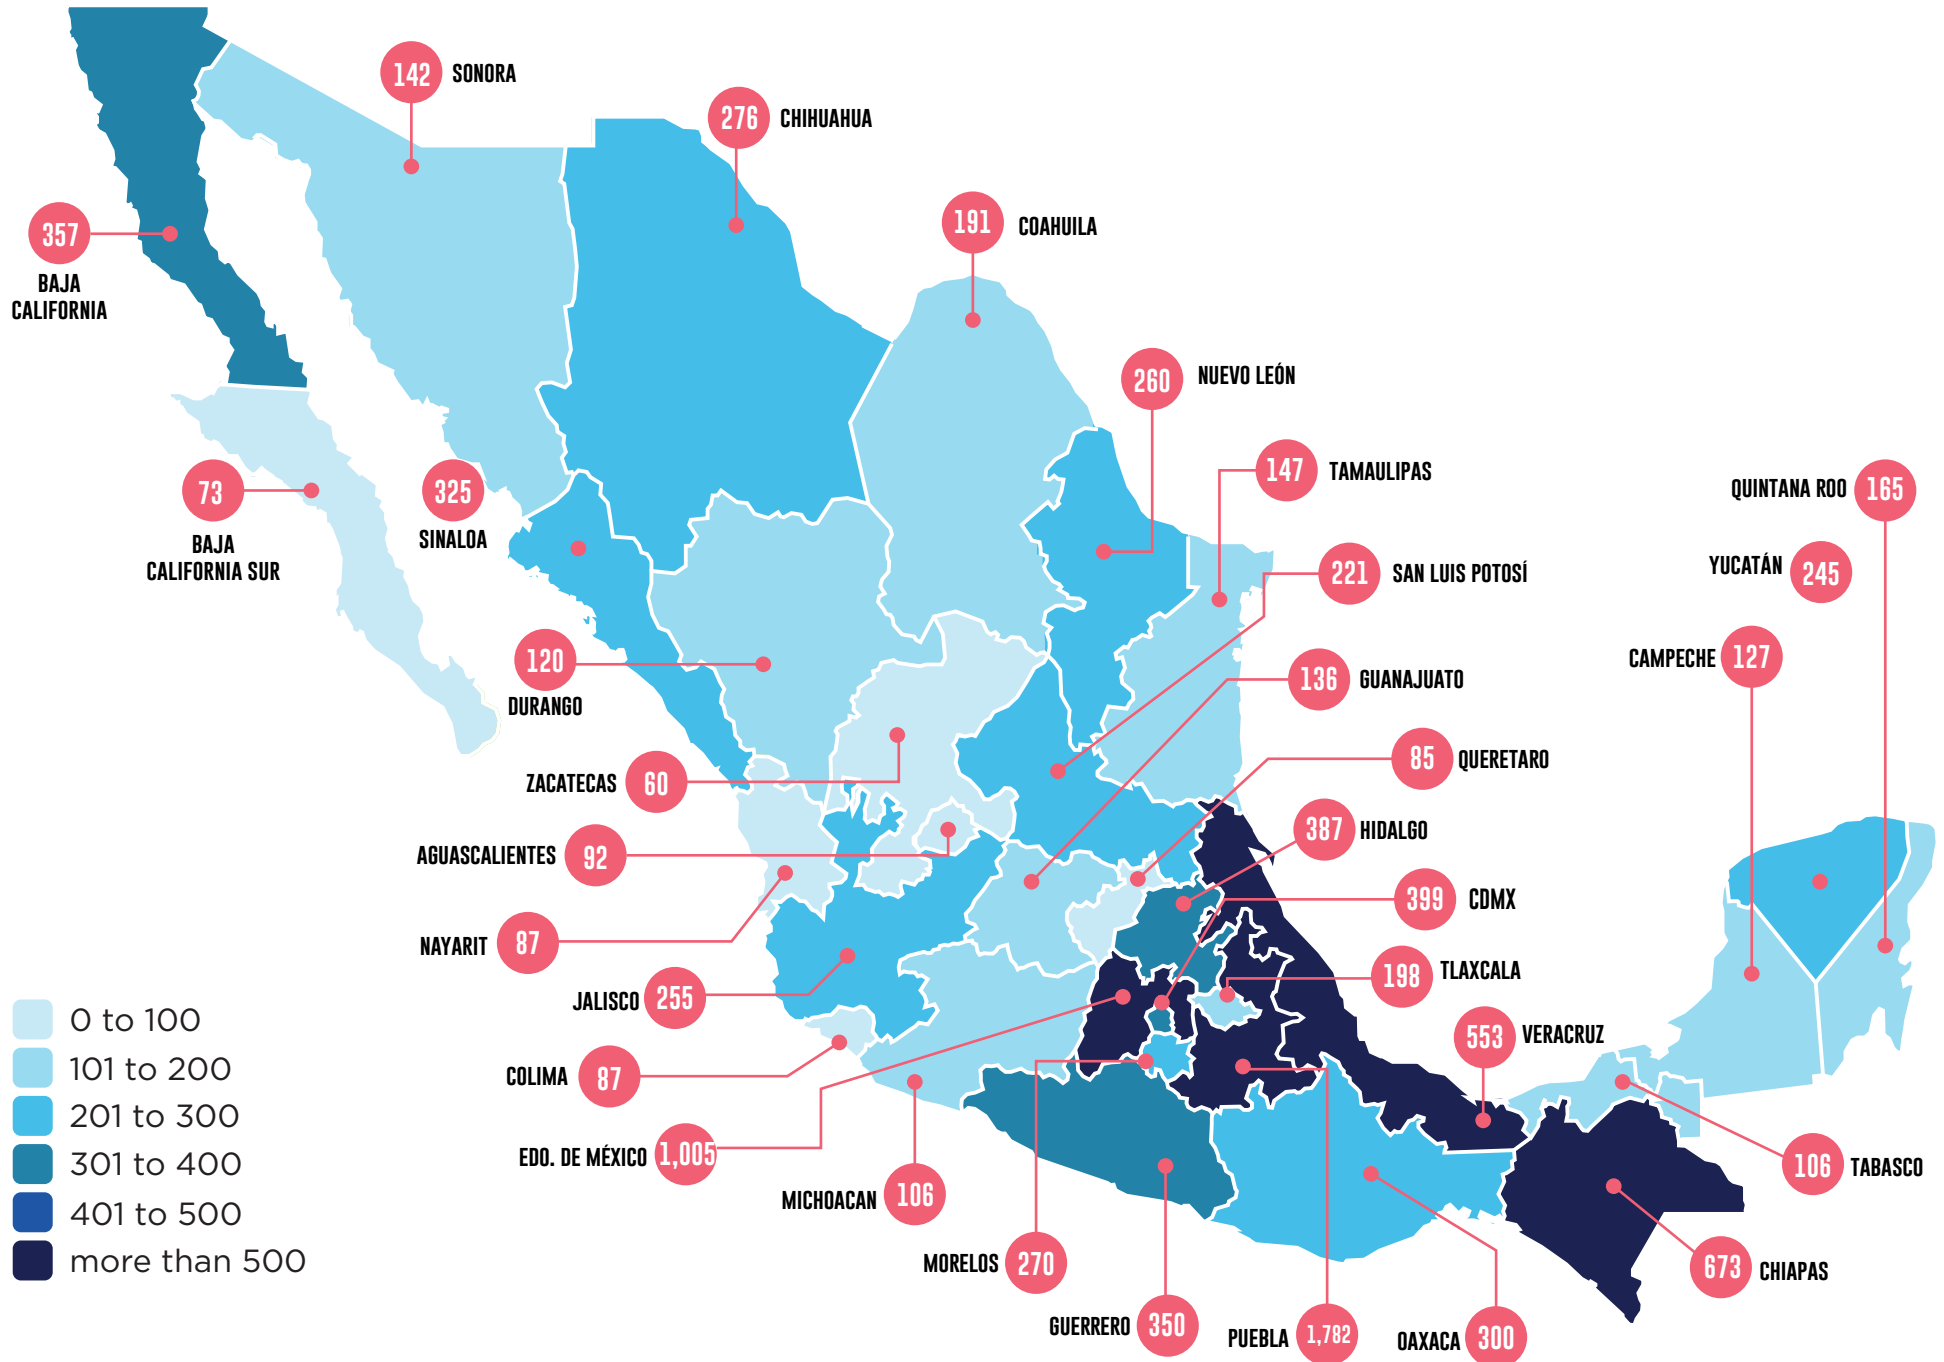 142 SONORA
276 CHIHUAHUA
357
BAJA
CALIFORNIA
191 COAHUILA
260 NUEVO LEÓN
73
BAJA
CALIFORNIA SUR
325
SINALOA
147 TAMAULIPAS
QUINTANA ROO 165
221 SAN LUIS POTOSÍ
YUCATÁN 245
120
DURANGO
136 GUANAJUATO
CAMPECHE 127
ZACATECAS 60
85 QUERETARO
AGUASCALIENTES 92
387 HIDALGO
399 CDMX
NAYARIT 87
198 TLAXCALA
JALISCO 255
553 VERACRUZ
COLIMA 87
EDO. DE MÉXICO 1,005
MICHOACAN 106
106 TABASCO
MORELOS 270
673 CHIAPAS
GUERRERO 350
PUEBLA 1,782
OAXACA 300
0 to 100
101 to 200
201 to 300
301 to 400
401 to 500
more than 500